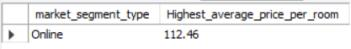 market_segment_type Highest_average_price_per_room
Online 112.46